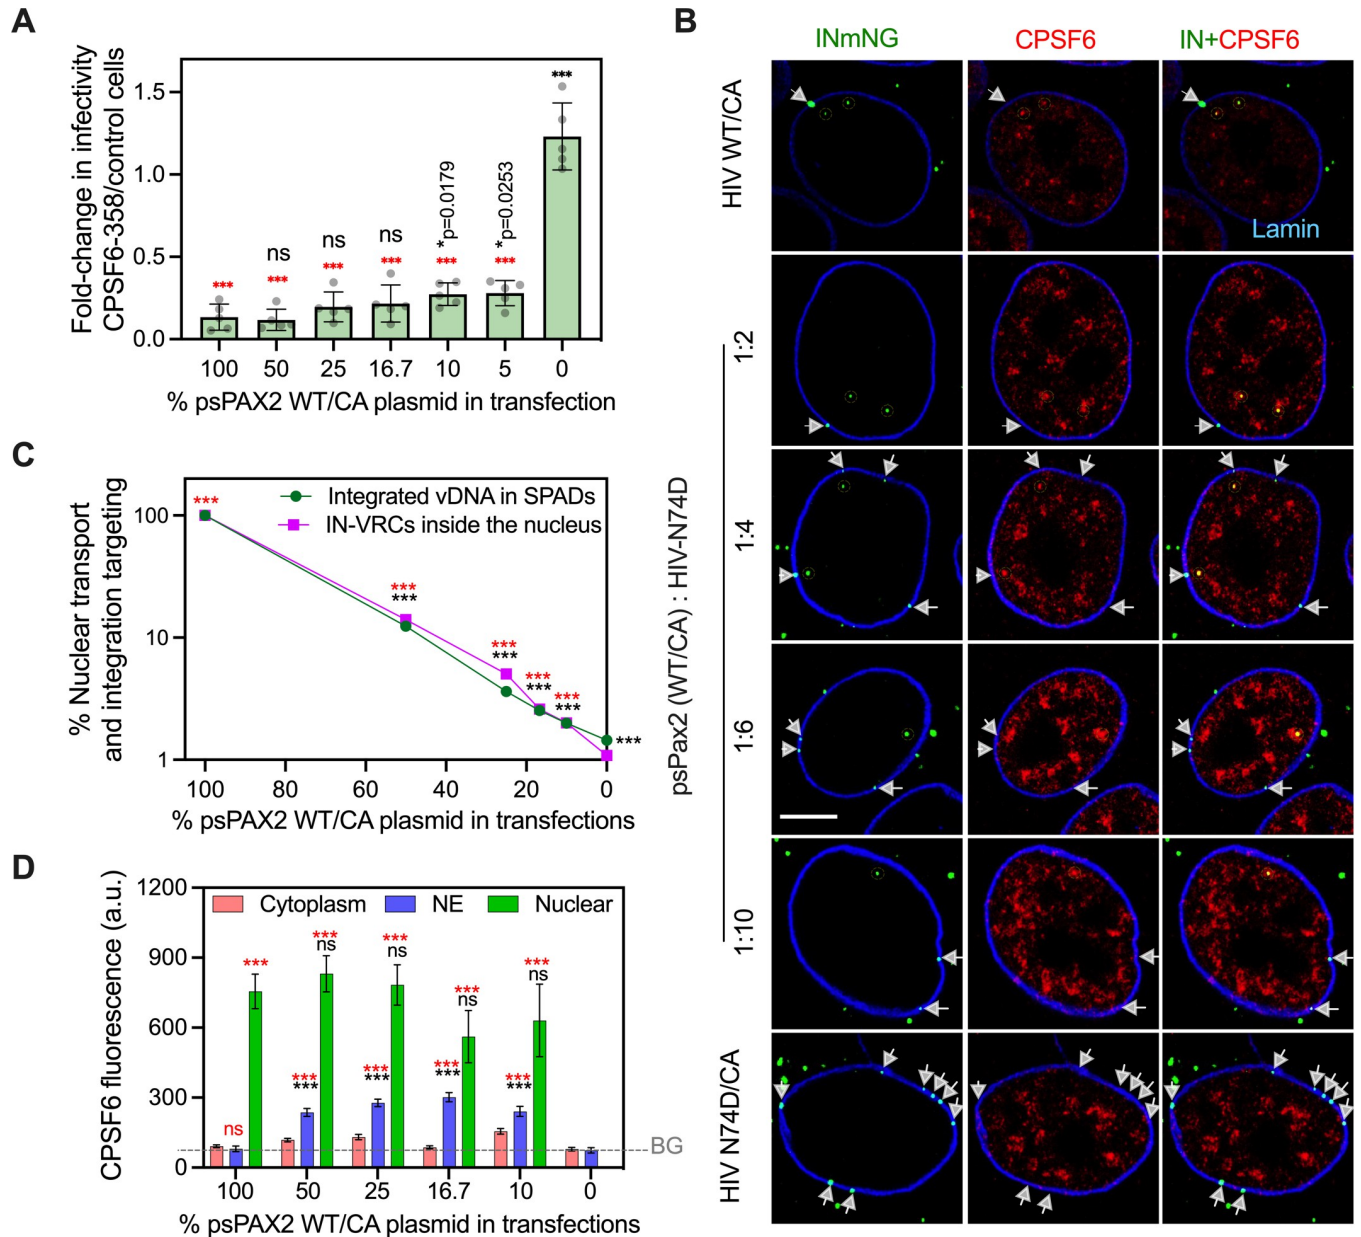 A
Fold-change in infectivity
CPSF6-358/control cells
1.5
1.0
0.5
0.0
***
ns
***
ns
***
ns
***
*p=0.0179
***
*p=0.0253
***
***
100 50 25 16.7 10 5 0
% psPAX2 WT/CA plasmid in transfection
B
INmNG CPSF6 IN+CPSF6
HIV WT/CA
Lamin
psPax2 (WT/CA) : HIV-N74D
1:2
1:4
1:6
1:10
HIV N74D/CA
C
% Nuclear transport
and integration targeting
100
10
1
Integrated vDNA in SPADs
IN-VRCs inside the nucleus
***
***
***
***
***
***
***
***
***
***
100 80 60 40 20 0
% psPAX2 WT/CA plasmid in transfections
D
CPSF6 fluorescence (a.u.)
1200
900
600
300
0
Cytoplasm NE Nuclear
ns
***
***
***
***
ns
***
***
***
ns
***
***
***
ns
***
***
***
ns
BG
100 50 25 16.7 10 0
% psPAX2 WT/CA plasmid in transfections